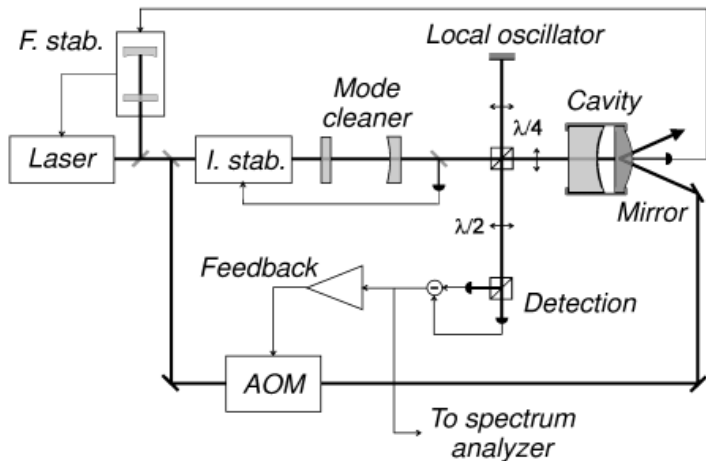 F. stab.
Local oscillator
Mode
cleaner
Cavity
λ/4
Laser
I. stab.
Mirror
λ/2
Feedback
Detection
AOM
To spectrum
analyzer